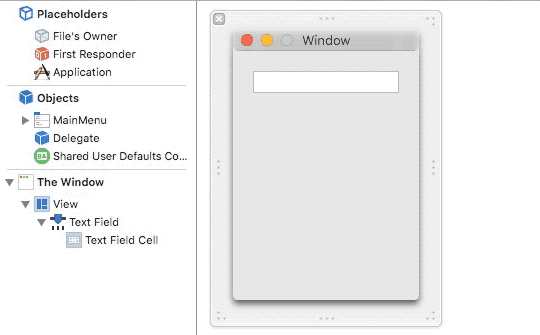 Placeholders
File's Owner
First Responder
Application
Objects
MainMenu
Delegate
Shared User Defaults Co...
The Window
View
Text Field
Text Field Cell
Window